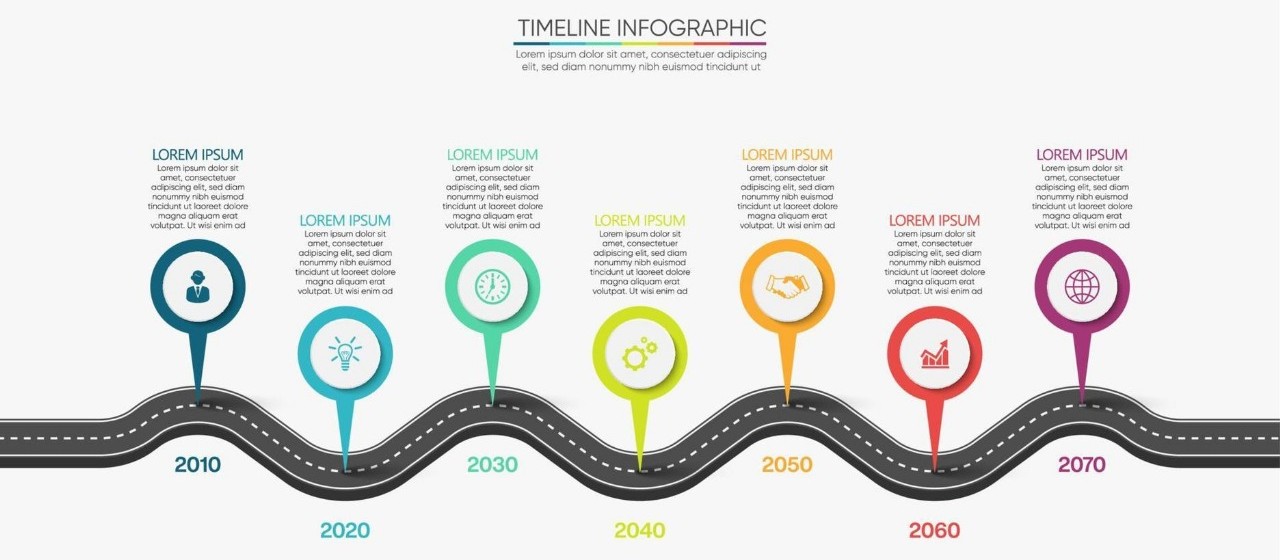 TIMELINE INFOGRAPHIC
Lorem ipsum dolor sit amet, consectetuer adipiscing
elit, sed diam nonummy nibh euismod tincidunt ut
LOREM IPSUM
Lorem ipsum dolor sit
amet, consectetuer
adipiscing elit, sed diam
nonummy nibh euismod
tincidunt ut laoreet dolore
magna aliquam erat
volutpat. Ut wisi enim ad
2010
LOREM IPSUM
Lorem ipsum dolor sit
amet, consectetuer
adipiscing elit, sed diam
nonummy nibh euismod
tincidunt ut laoreet dolore
magna aliquam erat
volutpat. Ut wisi enim ad
2020
LOREM IPSUM
Lorem ipsum dolor sit
amet, consectetuer
adipiscing elit, sed diam
nonummy nibh euismod
tincidunt ut laoreet dolore
magna aliquam erat
volutpat. Ut wisi enim ad
2030
LOREM IPSUM
Lorem ipsum dolor sit
amet, consectetuer
adipiscing elit, sed diam
nonummy nibh euismod
tincidunt ut laoreet dolore
magna aliquam erat
volutpat. Ut wisi enim ad
2040
LOREM IPSUM
Lorem ipsum dolor sit
amet, consectetuer
adipiscing elit, sed diam
nonummy nibh euismod
tincidunt ut laoreet dolore
magna aliquam erat
volutpat. Ut wisi enim ad
2050
LOREM IPSUM
Lorem ipsum dolor sit
amet, consectetuer
adipiscing elit, sed diam
nonummy nibh euismod
tincidunt ut laoreet dolore
magna aliquam erat
volutpat. Ut wisi enim ad
2060
LOREM IPSUM
Lorem ipsum dolor sit
amet, consectetuer
adipiscing elit, sed diam
nonummy nibh euismod
tincidunt ut laoreet dolore
magna aliquam erat
volutpat. Ut wisi enim ad
2070